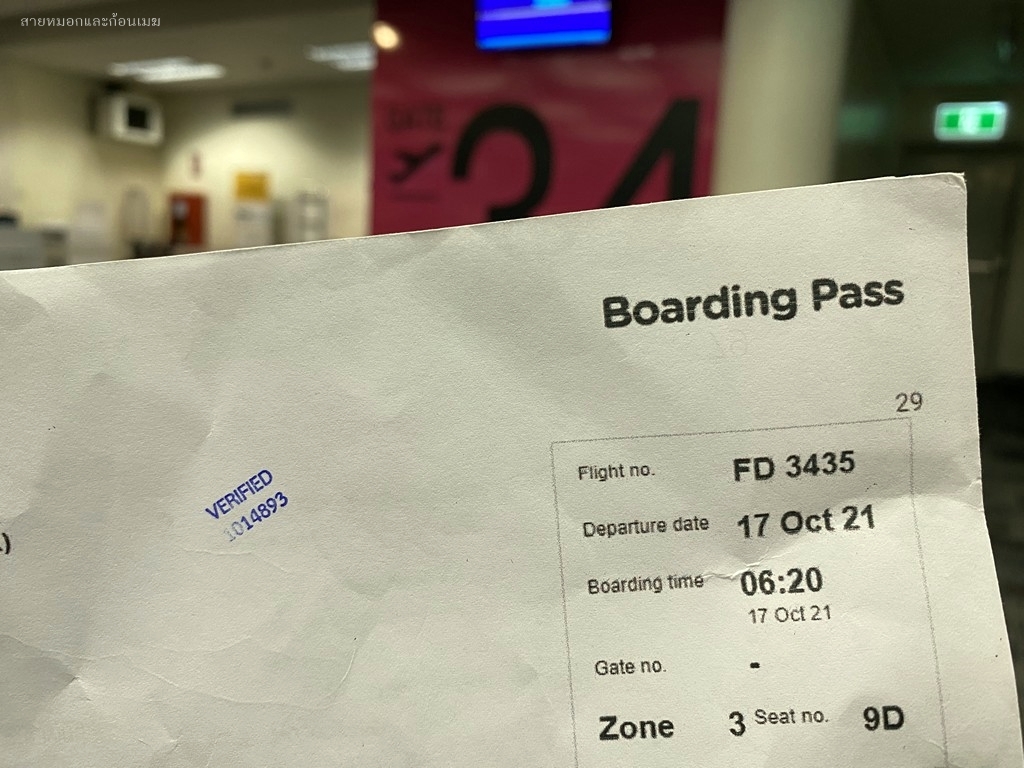 สายหมอกและก้อนเมฆ
GATE
34
Boarding Pass
29
Flight no. FD 3435
Departure date 17 Oct 21
Boarding time 06:20
17 Oct 21
Gate no. -
Zone 3 Seat no. 9D
VERIFIED
1014893
.)